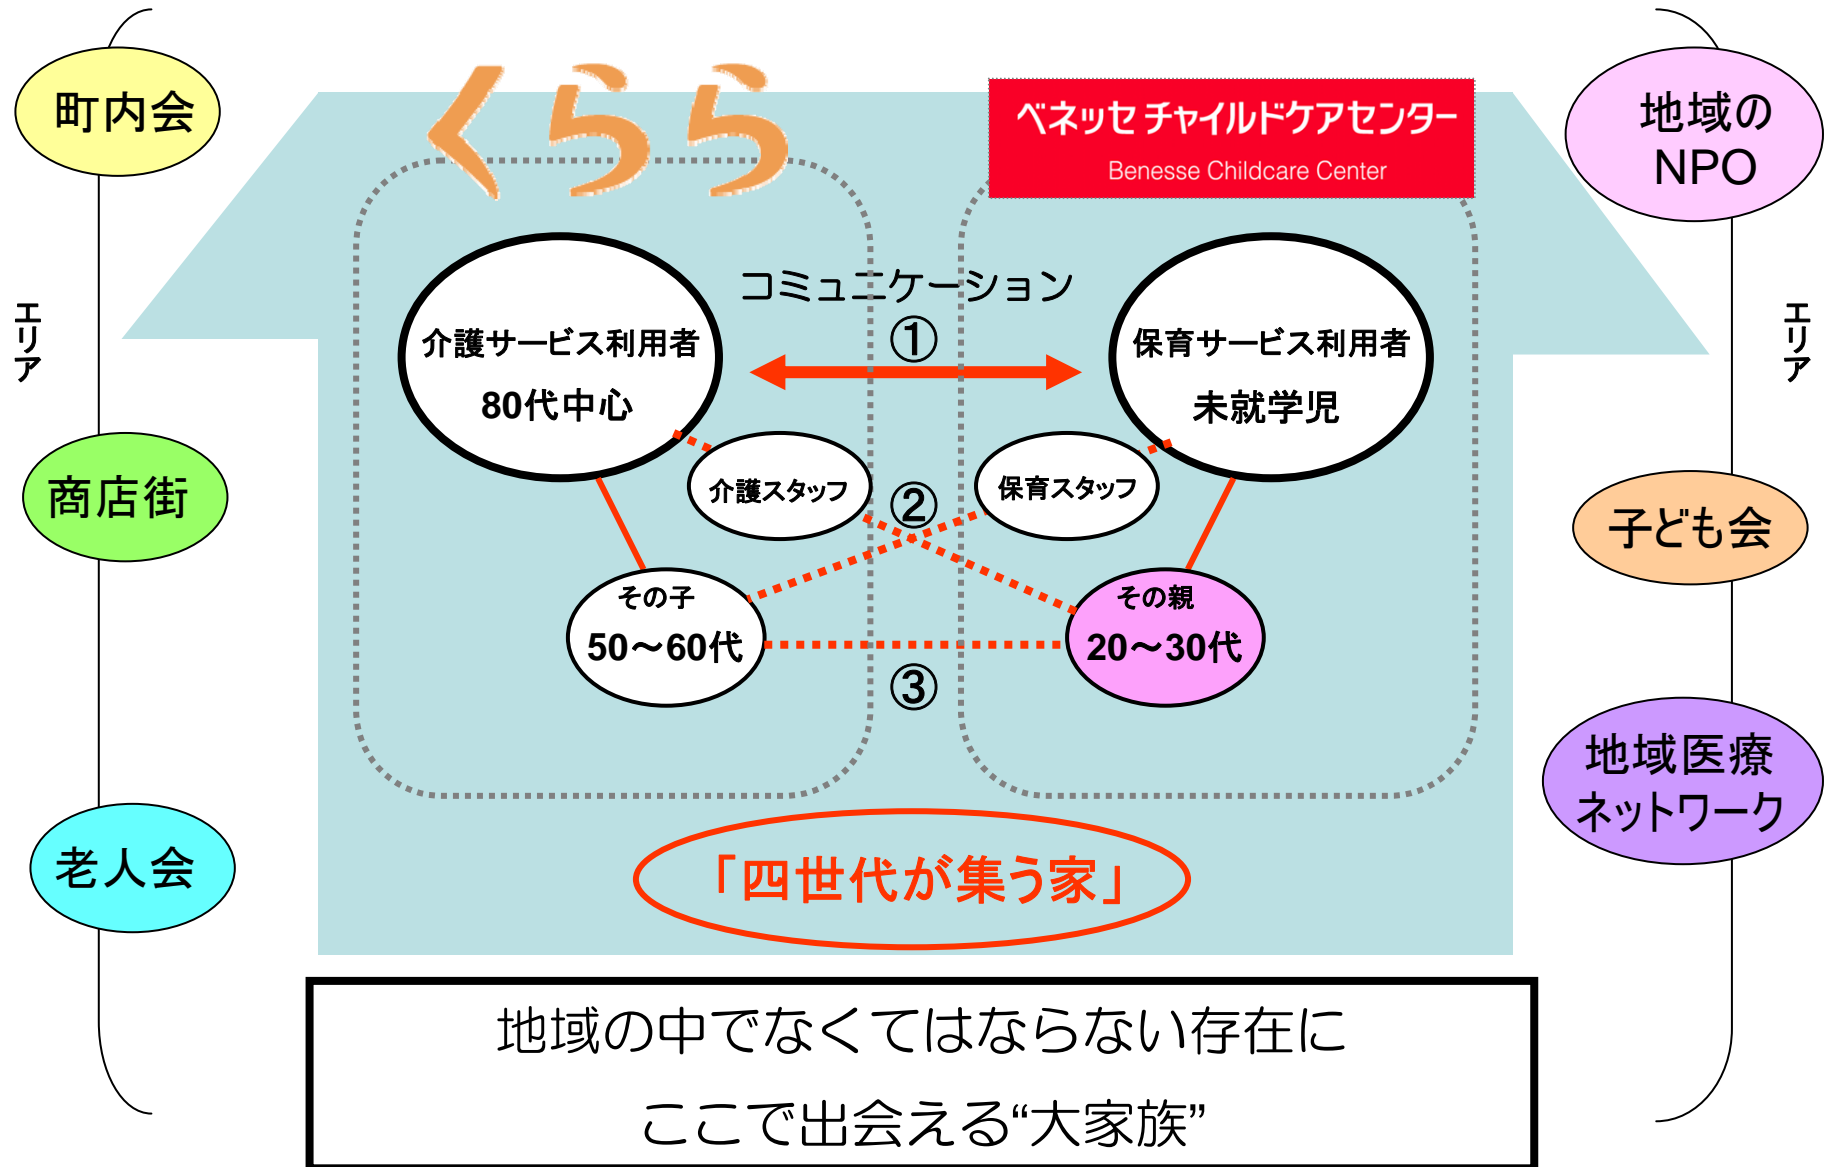 町内会
くらら
ベネッセ チャイルドケアセンター
Benesse Childcare Center
地域の
NPO
エリア
エリア
コミュニケーション
①
介護サービス利用者
80代中心
保育サービス利用者
未就学児
商店街
介護スタッフ
②
保育スタッフ
子ども会
その子
50～60代
その親
20～30代
③
地域医療
ネットワーク
老人会
「四世代が集う家」
地域の中でなくてはならない存在に
ここで出会える“大家族”